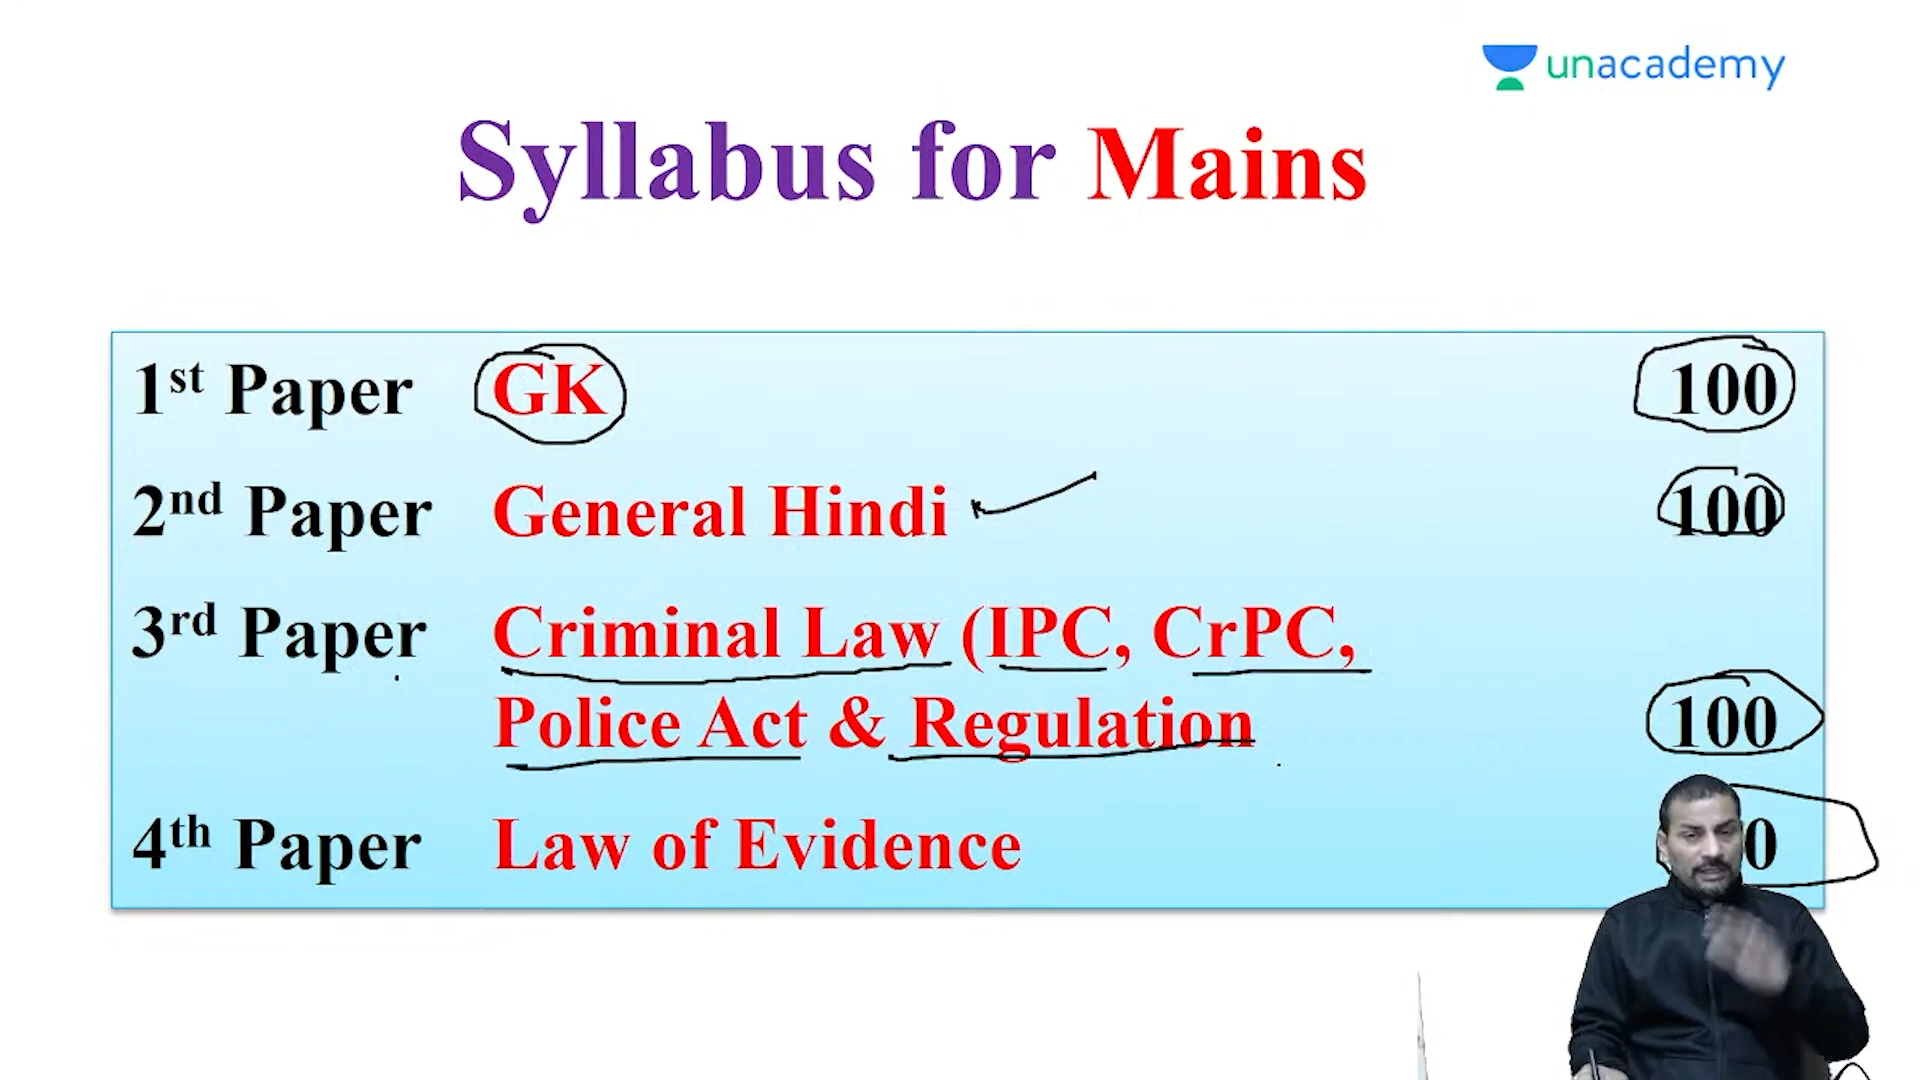 unacademy
Syllabus for Mains
1st Paper GK 100
2nd Paper General Hindi 100
3rd Paper Criminal Law (IPC, CrPC,
Police Act & Regulation 100
4th Paper Law of Evidence